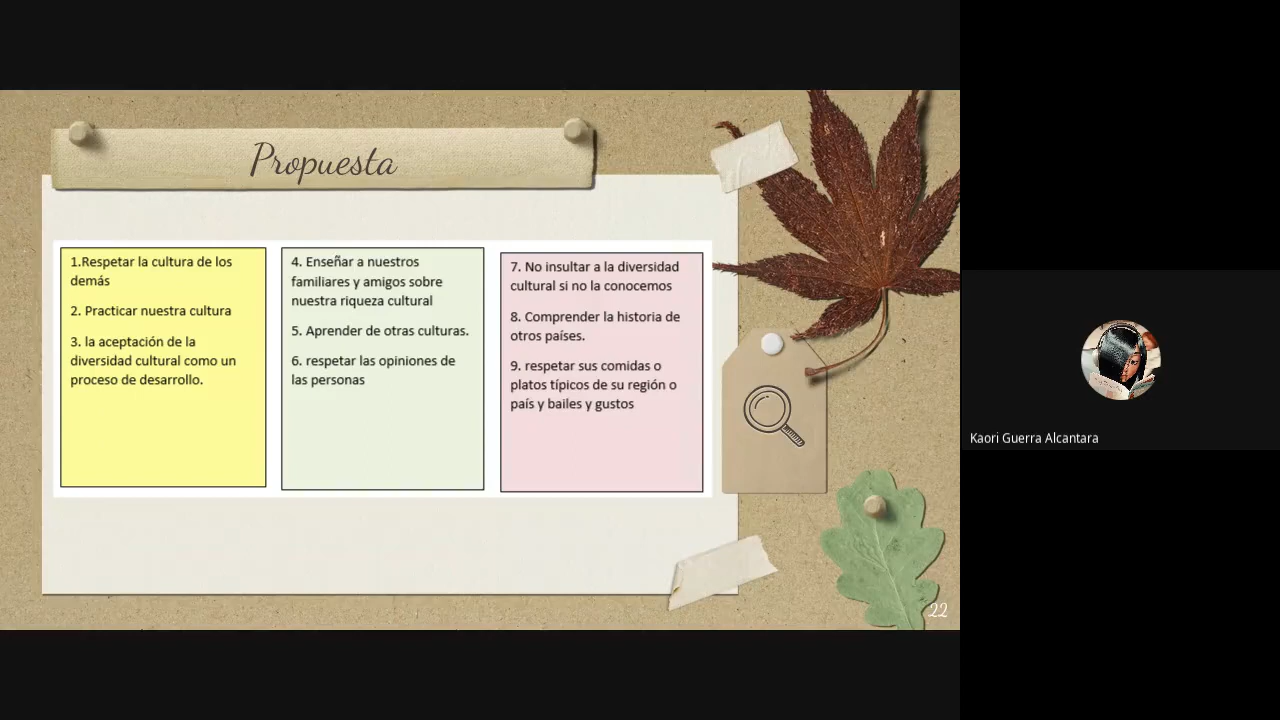 Propuesta
1.Respetar la cultura de los
demás
2. Practicar nuestra cultura
3. la aceptación de la
diversidad cultural como un
proceso de desarrollo.
4. Enseñar a nuestros
familiares y amigos sobre
nuestra riqueza cultural
5. Aprender de otras culturas.
6. respetar las opiniones de
las personas
7. No insultar a la diversidad
cultural si no la conocemos
8. Comprender la historia de
otros países.
9. respetar sus comidas o
platos típicos de su región o
país y bailes y gustos
22
Kaori Guerra Alcantara